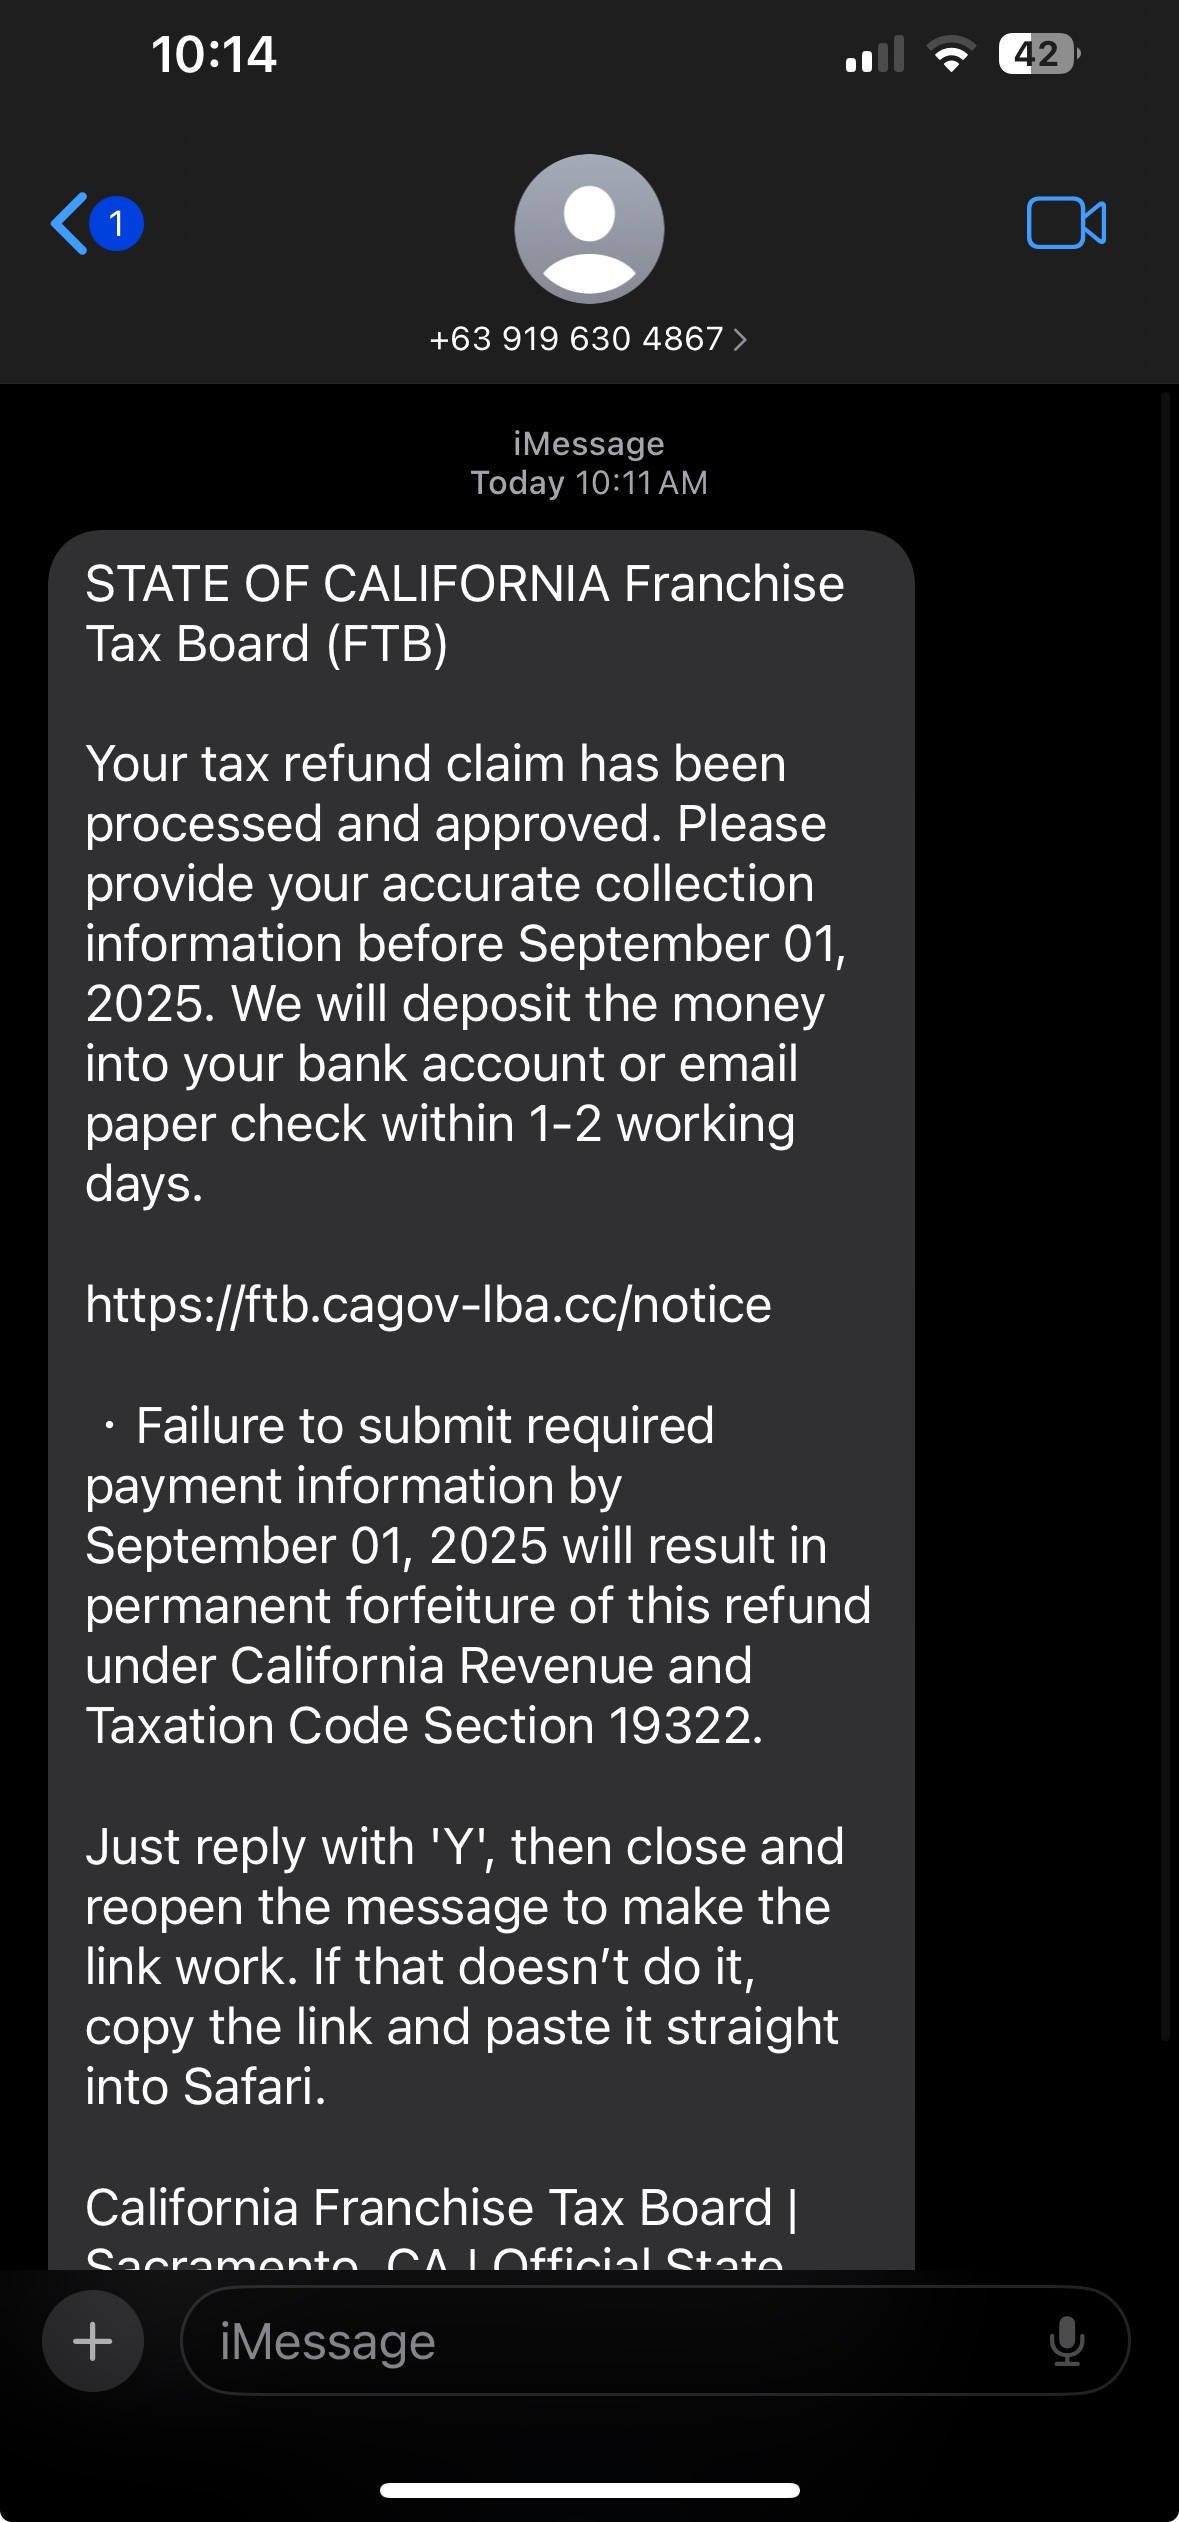 10:14
42
1
+63 919 630 4867
iMessage
Today 10:11 AM
STATE OF CALIFORNIA Franchise
Tax Board (FTB)
Your tax refund claim has been
processed and approved. Please
provide your accurate collection
information before September 01,
2025. We will deposit the money
into your bank account or email
paper check within 1-2 working
days.
https://ftb.cagov-lba.cc/notice
· Failure to submit required
payment information by
September 01, 2025 will result in
permanent forfeiture of this refund
under California Revenue and
Taxation Code Section 19322.
Just reply with 'Y', then close and
reopen the message to make the
link work. If that doesn’t do it,
copy the link and paste it straight
into Safari.
California Franchise Tax Board |
Sacramento, CA | Official State
iMessage